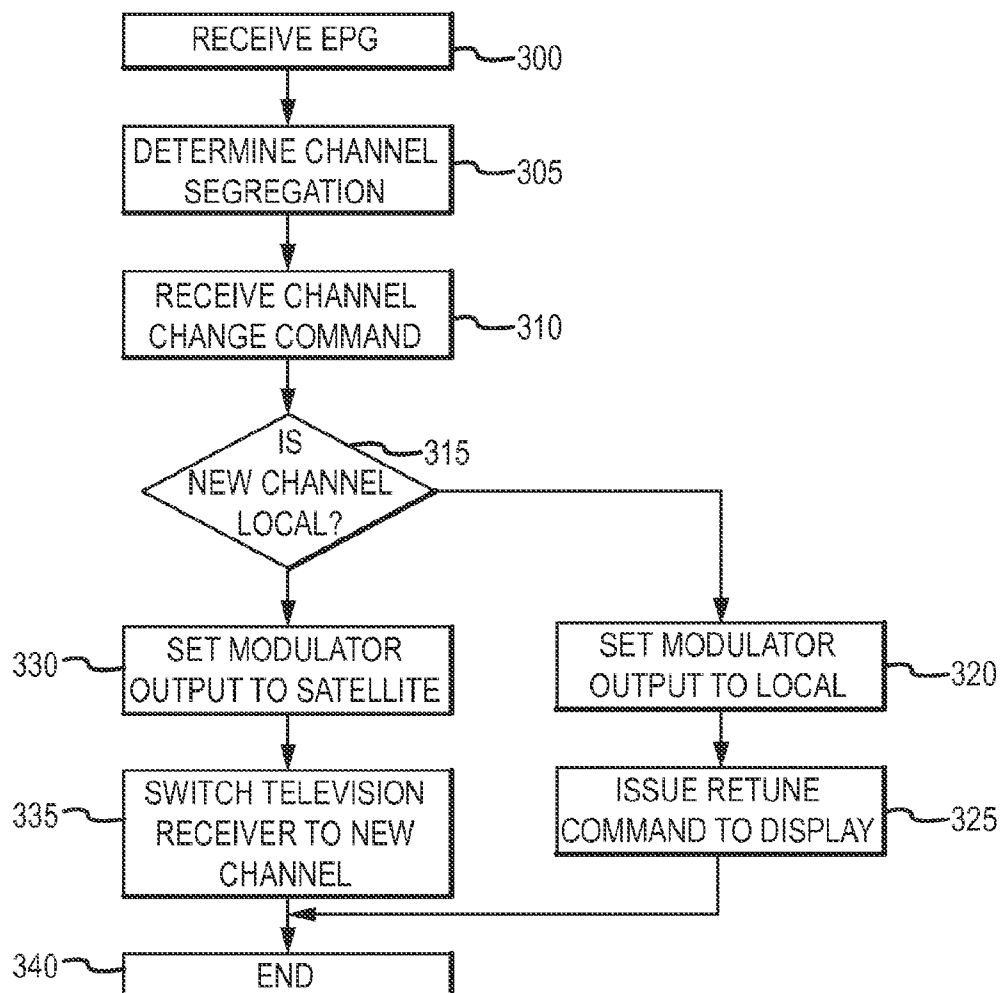 RECEIVE EPG
300
DETERMINE CHANNEL
SEGREGATION
305
RECEIVE CHANNEL
CHANGE COMMAND
310
IS
NEW CHANNEL
LOCAL?
315
330
SET MODULATOR
OUTPUT TO SATELLITE
SET MODULATOR
OUTPUT TO LOCAL
320
335
SWITCH TELEVISION
RECEIVER TO NEW
CHANNEL
ISSUE RETUNE
COMMAND TO DISPLAY
325
340
END